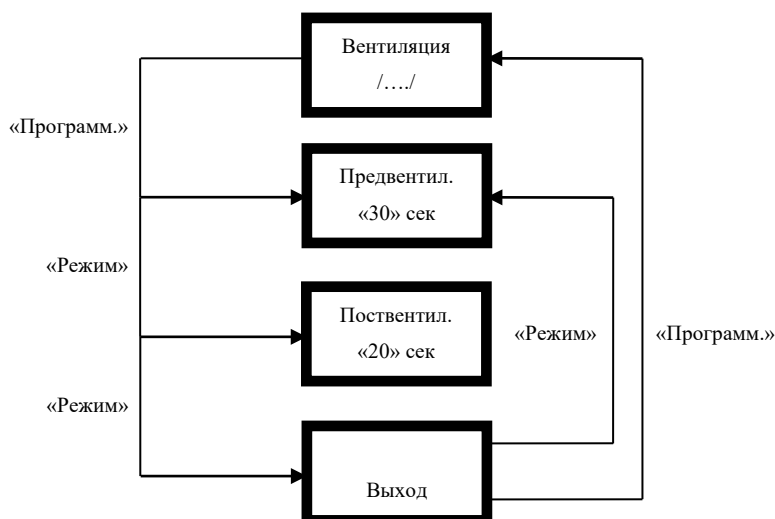 Вентиляция
/…./
«Программ.»
Предвентил.
«30» сек
«Режим»
Поствентил.
«20» сек
«Режим»
«Программ.»
«Режим»
Выход